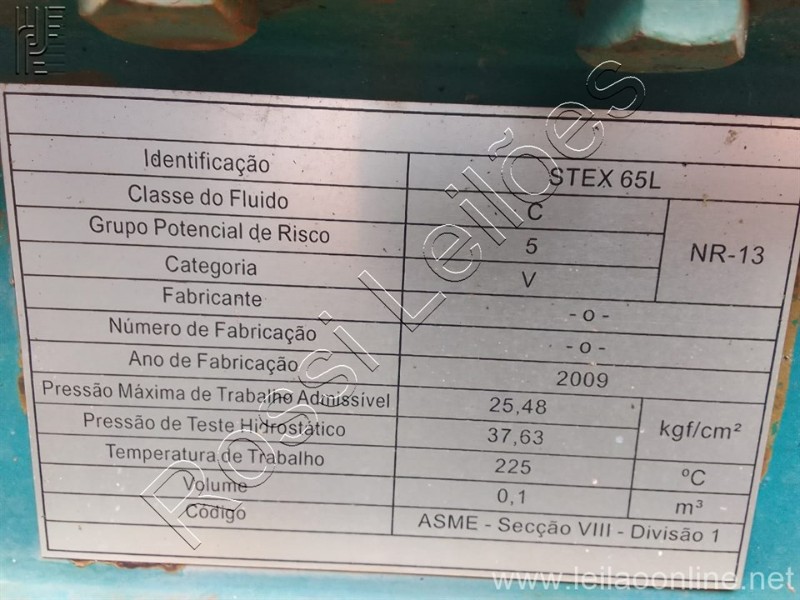 Identificação STEX 65L
Classe do Fluido C
Grupo Potencial de Risco 5 NR-13
Categoria V
Fabricante - o -
Número de Fabricação - o -
Ano de Fabricação 2009
Pressão Máxima de Trabalho Admissível 25,48 kgf/cm²
Pressão de Teste Hidrostático 37,63
Temperatura de Trabalho 225 ºC
Volume 0,1 m³
Código ASME - Secção VIII - Divisão 1
Rossi Leilões
www.leilaoonline.net